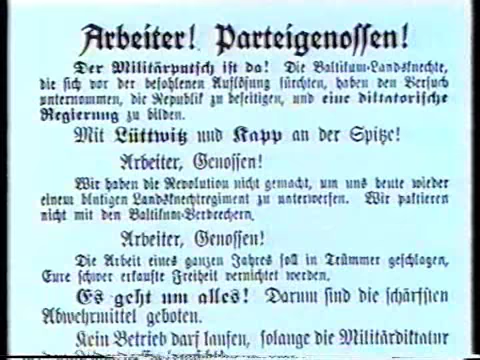 Arbeiter! Parteigenossen!
Der Militärputsch ist da! Die Baltikum-Landsknechte,
die sich vor der befohlenen Auflösung fürchten, haben den Versuch
unternommen, die Republik zu beseitigen, und eine diktatorische
Regierung zu bilden.
Mit Lüttwitz und Kapp an der Spitze!
Arbeiter, Genossen!
Wir haben die Revolution nicht gemacht, um uns heute wieder
einem blutigen Landsknechtregiment zu unterwerfen. Wir paktieren
nicht mit den Baltikum-Verbrechern.
Arbeiter, Genossen!
Die Arbeit eines ganzen Jahres soll in Trümmer geschlagen,
Eure schwer erkaufte Freiheit vernichtet werden.
Es geht um alles! Darum sind die schärfsten
Abwehrmittel geboten.
Kein Betrieb darf laufen, solange die Militärdiktatur